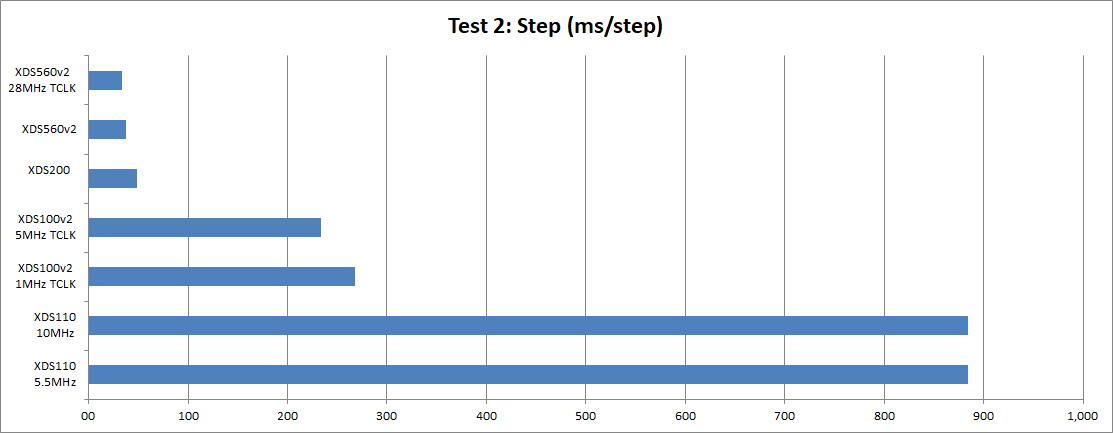 Test 2: Step (ms/step)
XDS560v2
28MHz TCLK
XDS560v2
XDS200
XDS100v2
5MHz TCLK
XDS100v2
1MHz TCLK
XDS110
10MHz
XDS110
5.5MHz
00 100 200 300 400 500 600 700 800 900 1,000